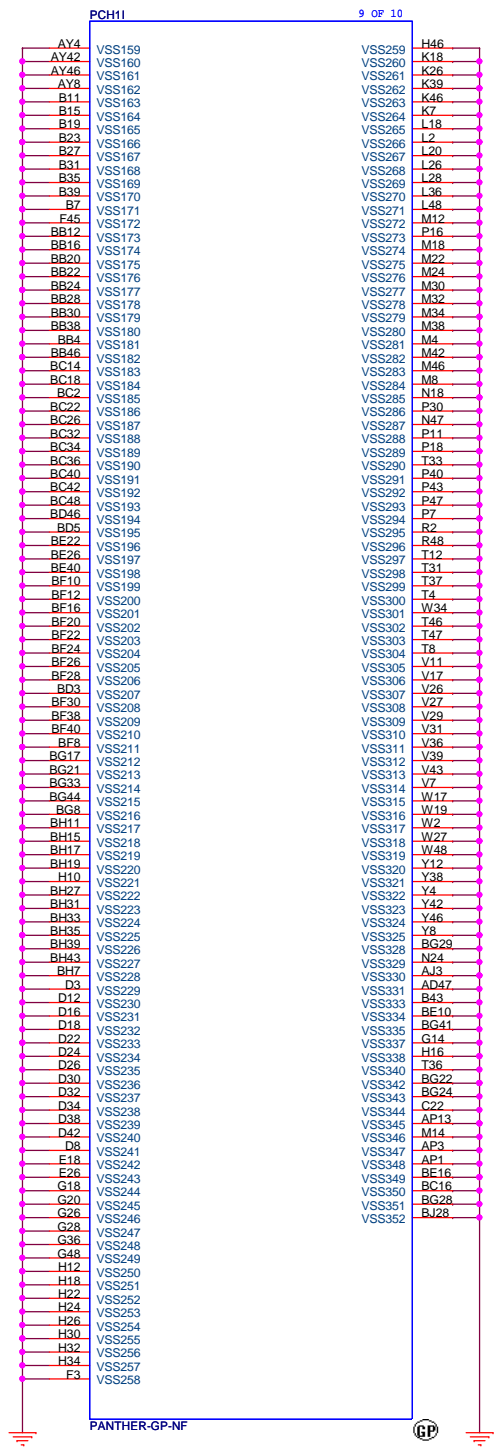 PCH1I 9 OF 10
AY4 VSS159 VSS259 H46
AY42 VSS160 VSS260 K18
AY46 VSS161 VSS261 K26
AY8 VSS162 VSS262 K39
B11 VSS163 VSS263 K46
B15 VSS164 VSS264 K7
B19 VSS165 VSS265 L18
B23 VSS166 VSS266 L2
B27 VSS167 VSS267 L20
B31 VSS168 VSS268 L26
B35 VSS169 VSS269 L28
B39 VSS170 VSS270 L36
B7 VSS171 VSS271 L48
F45 VSS172 VSS272 M12
BB12 VSS173 VSS273 P16
BB16 VSS174 VSS274 M18
BB20 VSS175 VSS275 M22
BB22 VSS176 VSS276 M24
BB24 VSS177 VSS277 M30
BB28 VSS178 VSS278 M32
BB30 VSS179 VSS279 M34
BB38 VSS180 VSS280 M38
BB4 VSS181 VSS281 M4
BB46 VSS182 VSS282 M42
BC14 VSS183 VSS283 M46
BC18 VSS184 VSS284 M8
BC2 VSS185 VSS285 N18
BC22 VSS186 VSS286 P30
BC26 VSS187 VSS287 N47
BC32 VSS188 VSS288 P11
BC34 VSS189 VSS289 P18
BC36 VSS190 VSS290 T33
BC40 VSS191 VSS291 P40
BC42 VSS192 VSS292 P43
BC48 VSS193 VSS293 P47
BD46 VSS194 VSS294 P7
BD5 VSS195 VSS295 R2
BE22 VSS196 VSS296 R48
BE26 VSS197 VSS297 T12
BE40 VSS198 VSS298 T31
BF10 VSS199 VSS299 T37
BF12 VSS200 VSS300 T4
BF16 VSS201 VSS301 W34
BF20 VSS202 VSS302 T46
BF22 VSS203 VSS303 T47
BF24 VSS204 VSS304 T8
BF26 VSS205 VSS305 V11
BF28 VSS206 VSS306 V17
BD3 VSS207 VSS307 V26
BF30 VSS208 VSS308 V27
BF38 VSS209 VSS309 V29
BF40 VSS210 VSS310 V31
BF8 VSS211 VSS311 V36
BG17 VSS212 VSS312 V39
BG21 VSS213 VSS313 V43
BG33 VSS214 VSS314 V7
BG44 VSS215 VSS315 W17
BG8 VSS216 VSS316 W19
BH11 VSS217 VSS317 W2
BH15 VSS218 VSS318 W27
BH17 VSS219 VSS319 W48
BH19 VSS220 VSS320 Y12
H10 VSS221 VSS321 Y38
BH27 VSS222 VSS322 Y4
BH31 VSS223 VSS323 Y42
BH33 VSS224 VSS324 Y46
BH35 VSS225 VSS325 Y8
BH39 VSS226 VSS328 BG29
BH43 VSS227 VSS329 N24
BH7 VSS228 VSS330 AJ3
D3 VSS229 VSS331 AD47
D12 VSS230 VSS333 B43
D16 VSS231 VSS334 BE10
D18 VSS232 VSS335 BG41
D22 VSS233 VSS337 G14
D24 VSS234 VSS338 H16
D26 VSS235 VSS340 T36
D30 VSS236 VSS342 BG22
D32 VSS237 VSS343 BG24
D34 VSS238 VSS344 C22
D38 VSS239 VSS345 AP13
D42 VSS240 VSS346 M14
D8 VSS241 VSS347 AP3
E18 VSS242 VSS348 AP1
E26 VSS243 VSS349 BE16
G18 VSS244 VSS350 BC16
G20 VSS245 VSS351 BG28
G26 VSS246 VSS352 BJ28
G28 VSS247
G36 VSS248
G48 VSS249
H12 VSS250
H18 VSS251
H22 VSS252
H24 VSS253
H26 VSS254
H30 VSS255
H32 VSS256
H34 VSS257
F3 VSS258
PANTHER-GP-NF GP